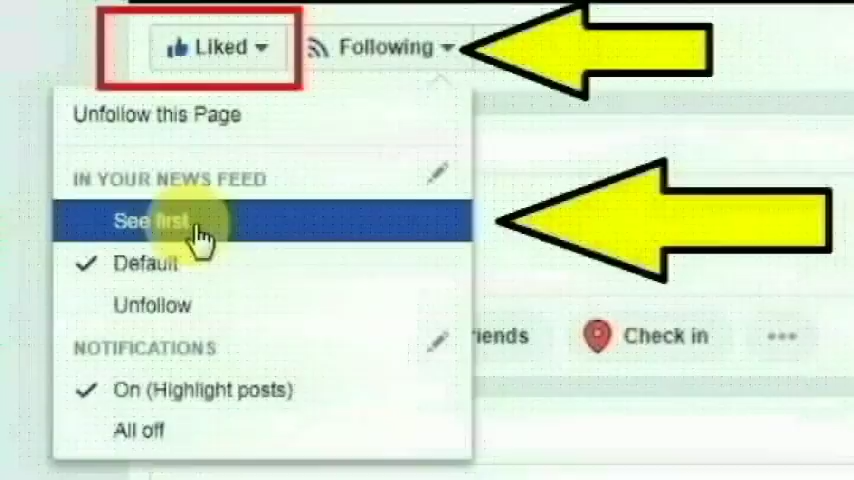 Liked Following
Unfollow this Page
IN YOUR NEWS FEED
See first
Default
Unfollow
NOTIFICATIONS
Check in
On (Highlight posts)
All off